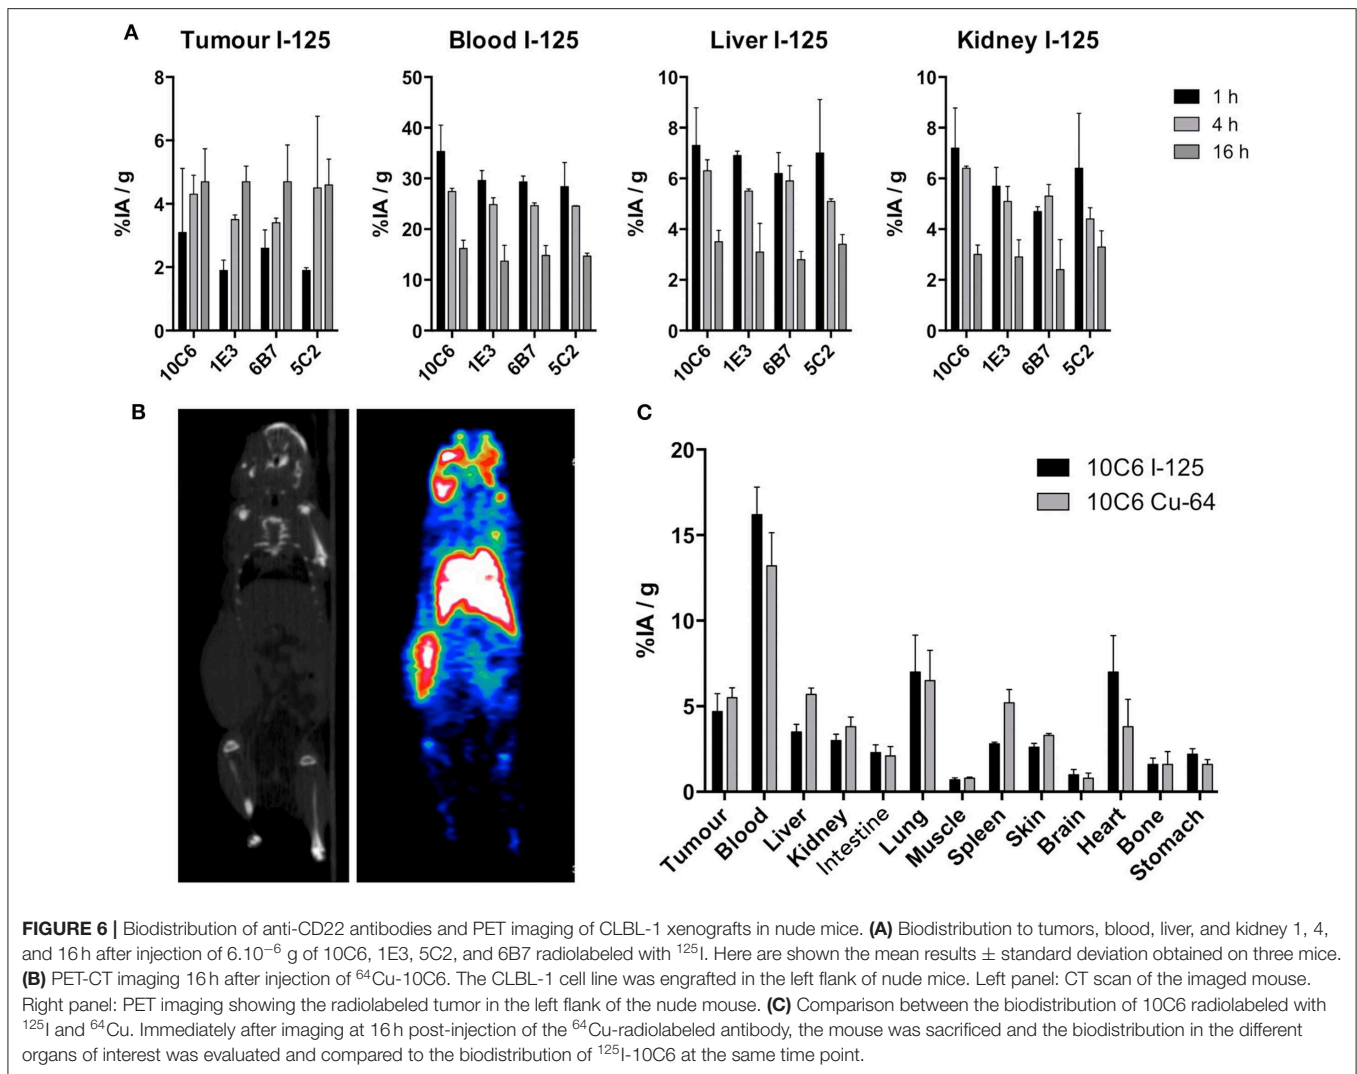 A
Tumour I-125
Blood I-125
Liver I-125
Kidney I-125
%IA / g
8
6
4
2
0
10C6
1E3
6B7
5C2
%IA / g
50
40
30
20
10
0
10C6
1E3
6B7
5C2
%IA / g
10
8
6
4
2
0
10C6
1E3
6B7
5C2
%IA / g
10
8
6
4
2
0
10C6
1E3
6B7
5C2
1 h
4 h
16 h
B
C
%IA / g
20
15
10
5
0
10C6 I-125
10C6 Cu-64
Tumour
Blood
Liver
Kidney
Intestine
Lung
Muscle
Spleen
Skin
Brain
Heart
Bone
Stomach
FIGURE 6 | Biodistribution of anti-CD22 antibodies and PET imaging of CLBL-1 xenografts in nude mice. (A) Biodistribution to tumors, blood, liver, and kidney 1, 4,
and 16 h after injection of 6.10⁻⁶ g of 10C6, 1E3, 5C2, and 6B7 radiolabeled with ¹²⁵I. Here are shown the mean results ± standard deviation obtained on three mice.
(B) PET-CT imaging 16 h after injection of ⁶⁴Cu-10C6. The CLBL-1 cell line was engrafted in the left flank of nude mice. Left panel: CT scan of the imaged mouse.
Right panel: PET imaging showing the radiolabeled tumor in the left flank of the nude mouse. (C) Comparison between the biodistribution of 10C6 radiolabeled with
¹²⁵I and ⁶⁴Cu. Immediately after imaging at 16 h post-injection of the ⁶⁴Cu-radiolabeled antibody, the mouse was sacrificed and the biodistribution in the different
organs of interest was evaluated and compared to the biodistribution of ¹²⁵I-10C6 at the same time point.